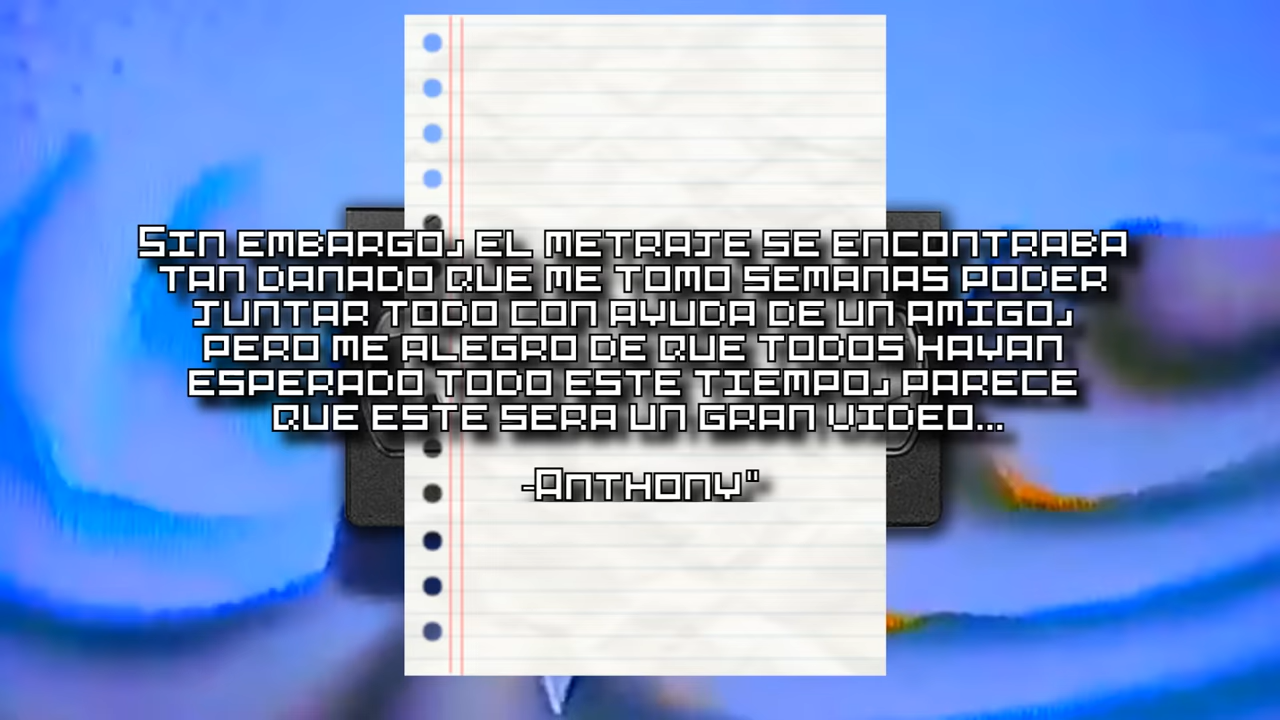 Sin embargo, el metraje se encontraba
tan danado que me tomo semanas poder
juntar todo con ayuda de un amigo,
pero me alegro de que todos hayan
esperado todo este tiempo, parece
que este sera un gran video...
-Anthony"